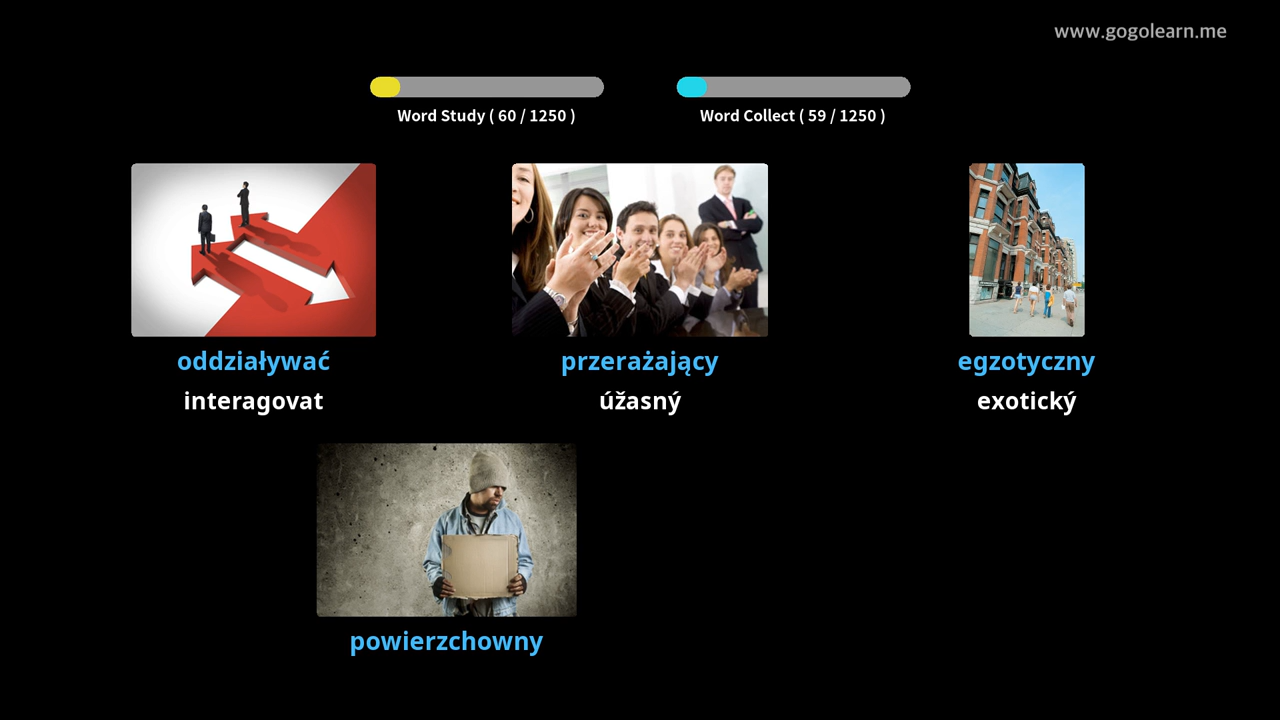 www.gogolearn.me
Word Study ( 60 / 1250 )
Word Collect ( 59 / 1250 )
oddziaływać
interagovat
przerażający
úžasný
egzotyczny
exotický
powierzchowny